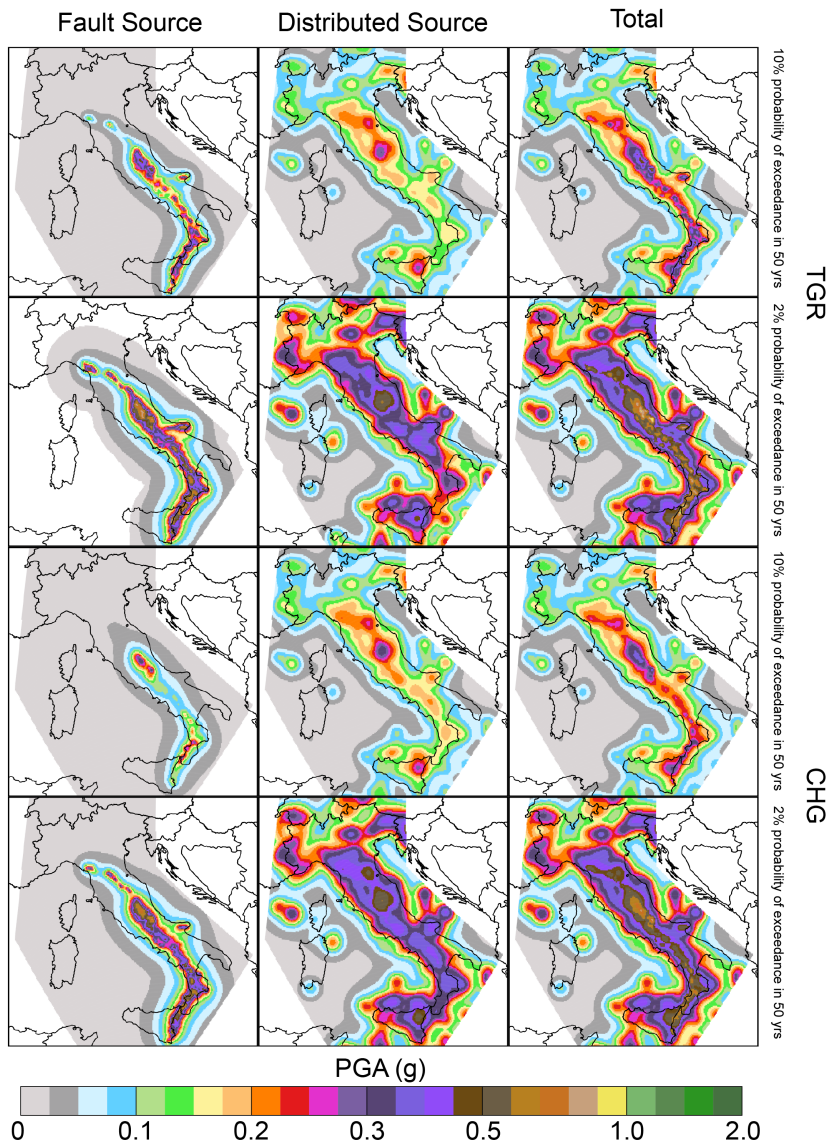 Fault Source
Distributed Source
Total
10% probability of exceedance in 50 yrs
TGR
2% probability of exceedance in 50 yrs
10% probability of exceedance in 50 yrs
CHG
2% probability of exceedance in 50 yrs
PGA (g)
0 0.1 0.2 0.3 0.5 1.0 2.0